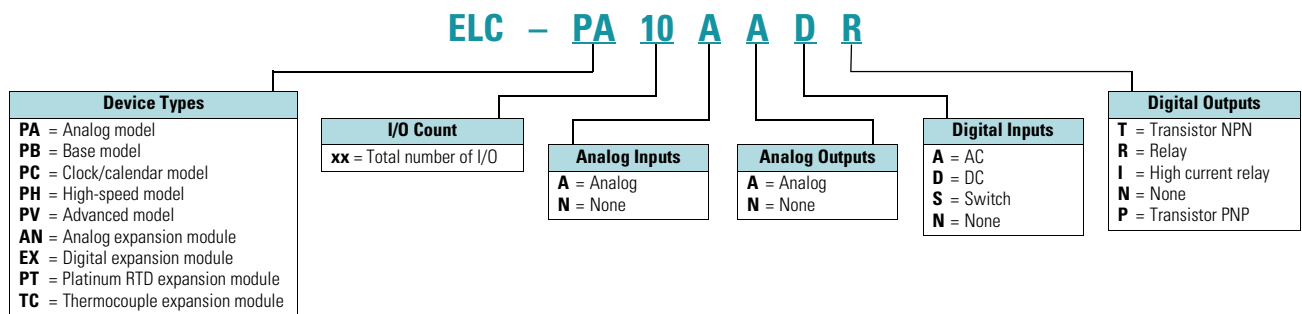 ELC – PA 10 A A D R
Device Types
PA = Analog model
PB = Base model
PC = Clock/calendar model
PH = High-speed model
PV = Advanced model
AN = Analog expansion module
EX = Digital expansion module
PT = Platinum RTD expansion module
TC = Thermocouple expansion module
I/O Count
xx = Total number of I/O
Analog Inputs
A = Analog
N = None
Analog Outputs
A = Analog
N = None
Digital Inputs
A = AC
D = DC
S = Switch
N = None
Digital Outputs
T = Transistor NPN
R = Relay
I = High current relay
N = None
P = Transistor PNP